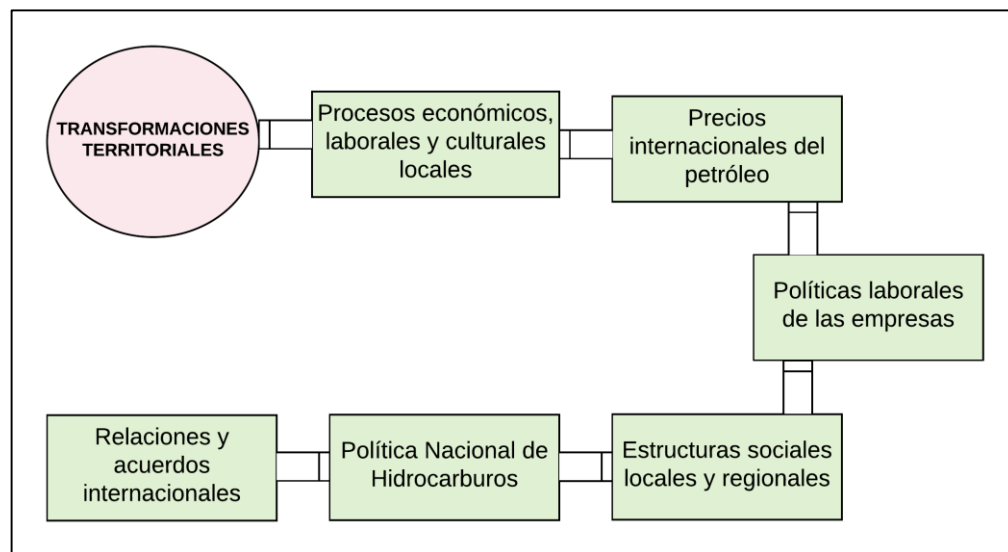 TRANSFORMACIONES
TERRITORIALES
Procesos económicos,
laborales y culturales
locales
Precios
internacionales del
petróleo
Políticas laborales
de las empresas
Estructuras sociales
locales y regionales
Política Nacional de
Hidrocarburos
Relaciones y
acuerdos
internacionales